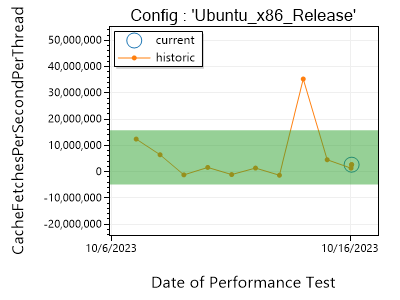 Config : 'Ubuntu_x86_Release'
CacheFetchesPerSecondPerThread
50,000,000
40,000,000
30,000,000
20,000,000
10,000,000
0
-10,000,000
-20,000,000
current
historic
10/6/2023
10/16/2023
Date of Performance Test